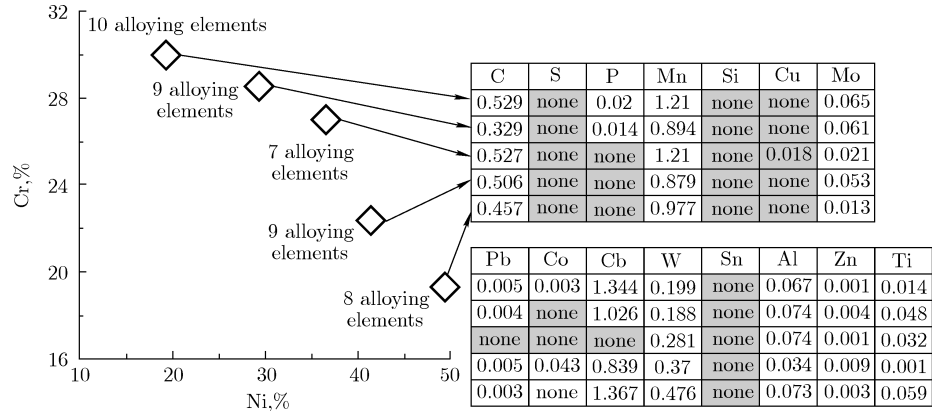 32
10 alloying elements
9 alloying
elements
28
7 alloying
elements
24
Cr,%
9 alloying
elements
20
8 alloying
elements
16
10 20 30 40 50
Ni,%
C S P Mn Si Cu Mo
0.529 none 0.02 1.21 none none 0.065
0.329 none 0.014 0.894 none none 0.061
0.527 none none 1.21 none 0.018 0.021
0.506 none none 0.879 none none 0.053
0.457 none none 0.977 none none 0.013
Pb Co Cb W Sn Al Zn Ti
0.005 0.003 1.344 0.199 none 0.067 0.001 0.014
0.004 none 1.026 0.188 none 0.074 0.004 0.048
none none none 0.281 none 0.074 0.001 0.032
0.005 0.043 0.839 0.37 none 0.034 0.009 0.001
0.003 none 1.367 0.476 none 0.073 0.003 0.059